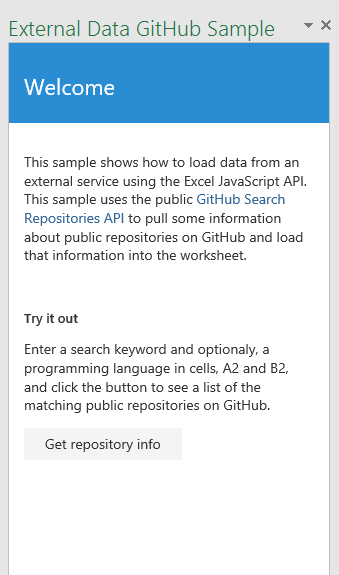 External Data GitHub Sample
Welcome
This sample shows how to load data from an
external service using the Excel JavaScript API.
This sample uses the public GitHub Search
Repositories API to pull some information
about public repositories on GitHub and load
that information into the worksheet.
Try it out
Enter a search keyword and optionaly, a
programming language in cells, A2 and B2,
and click the button to see a list of the
matching public repositories on GitHub.
Get repository info